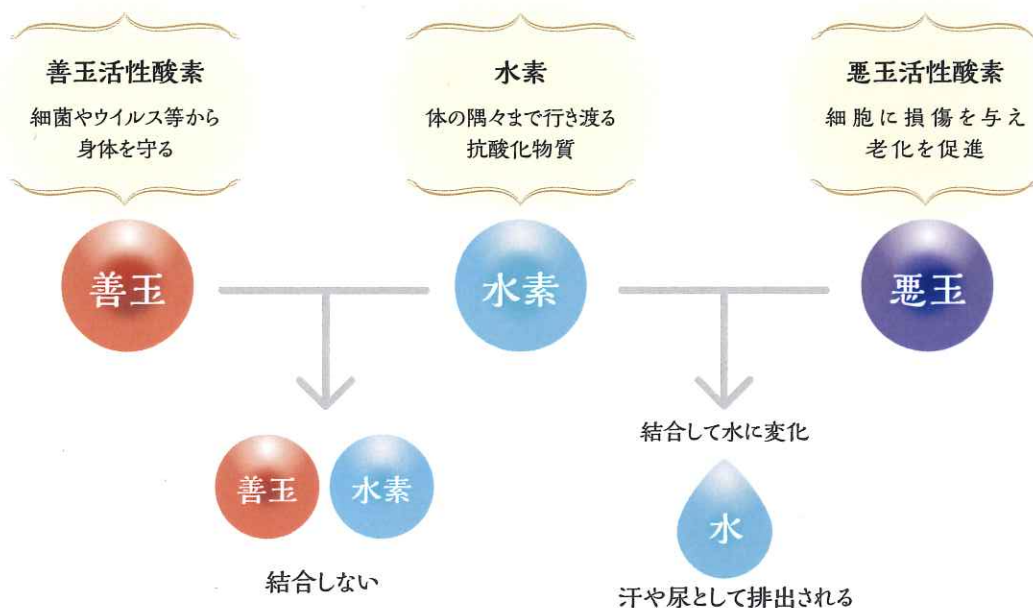 善玉活性酸素
細菌やウイルス等から
身体を守る
水素
体の隅々まで行き渡る
抗酸化物質
悪玉活性酸素
細胞に損傷を与え
老化を促進
善玉
水素
悪玉
善玉
水素
結合しない
結合して水に変化
水
汗や尿として排出される